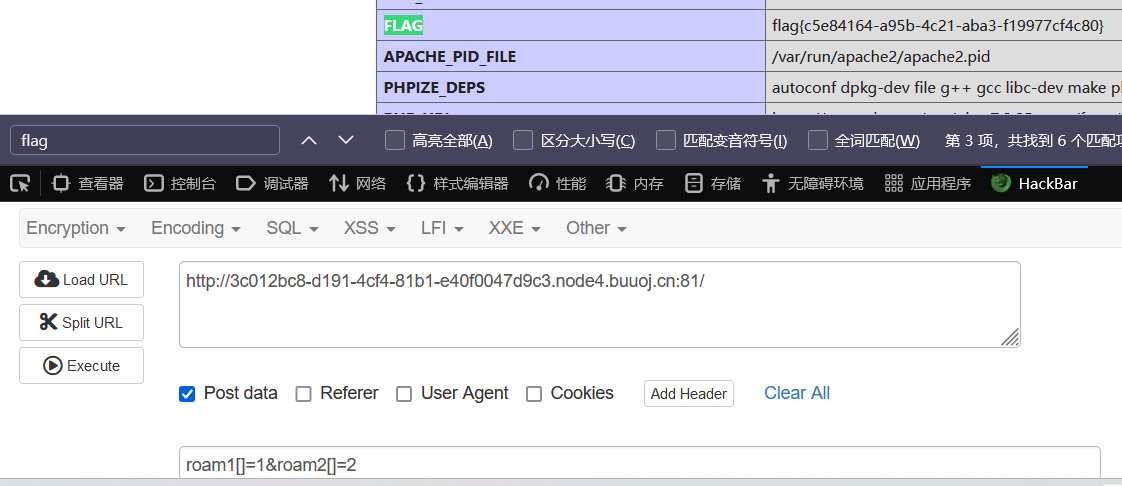 FLAG flag{c5e84164-a95b-4c21-aba3-f19977cf4c80}
APACHE_PID_FILE /var/run/apache2/apache2.pid
PHPIZE_DEPS autoconf dpkg-dev file g++ gcc libc-dev make
flag 高亮全部(A) 区分大小写(C) 匹配变音符号(I) 全词匹配(W) 第 3 项，共找到 6 个匹配
查看器 控制台 调试器 网络 样式编辑器 性能 内存 存储 无障碍环境 应用程序 HackBar
Encryption Encoding SQL XSS LFI XXE Other
Load URL http://3c012bc8-d191-4cf4-81b1-e40f0047d9c3.node4.buuoj.cn:81/
Split URL
Execute
Post data Referer User Agent Cookies Add Header Clear All
roam1[]=1&roam2[]=2